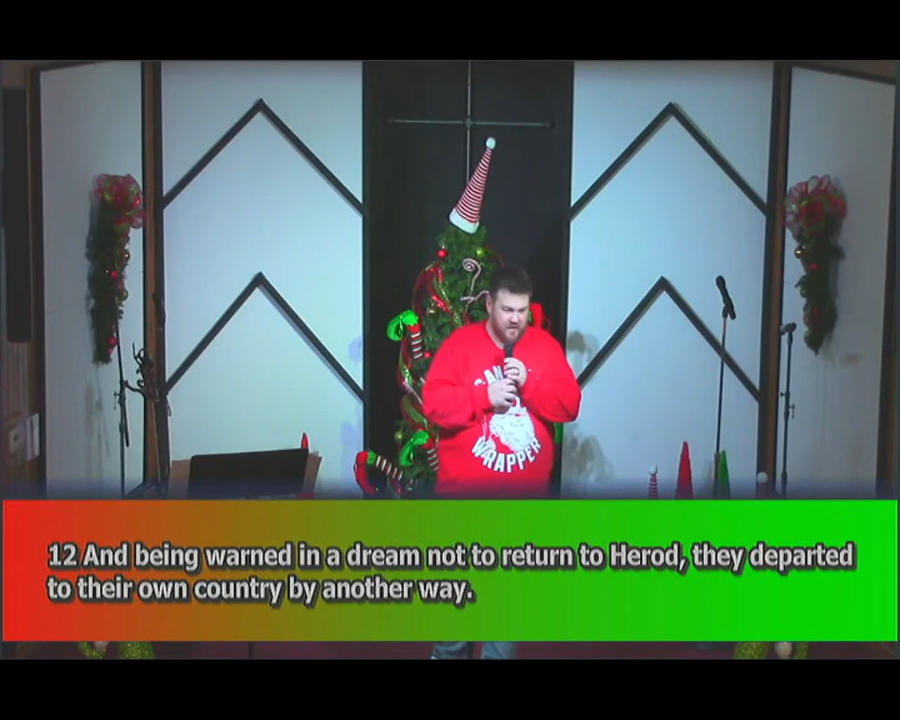 WRAPPER
12 And being warned in a dream not to return to Herod, they departed
to their own country by another way.